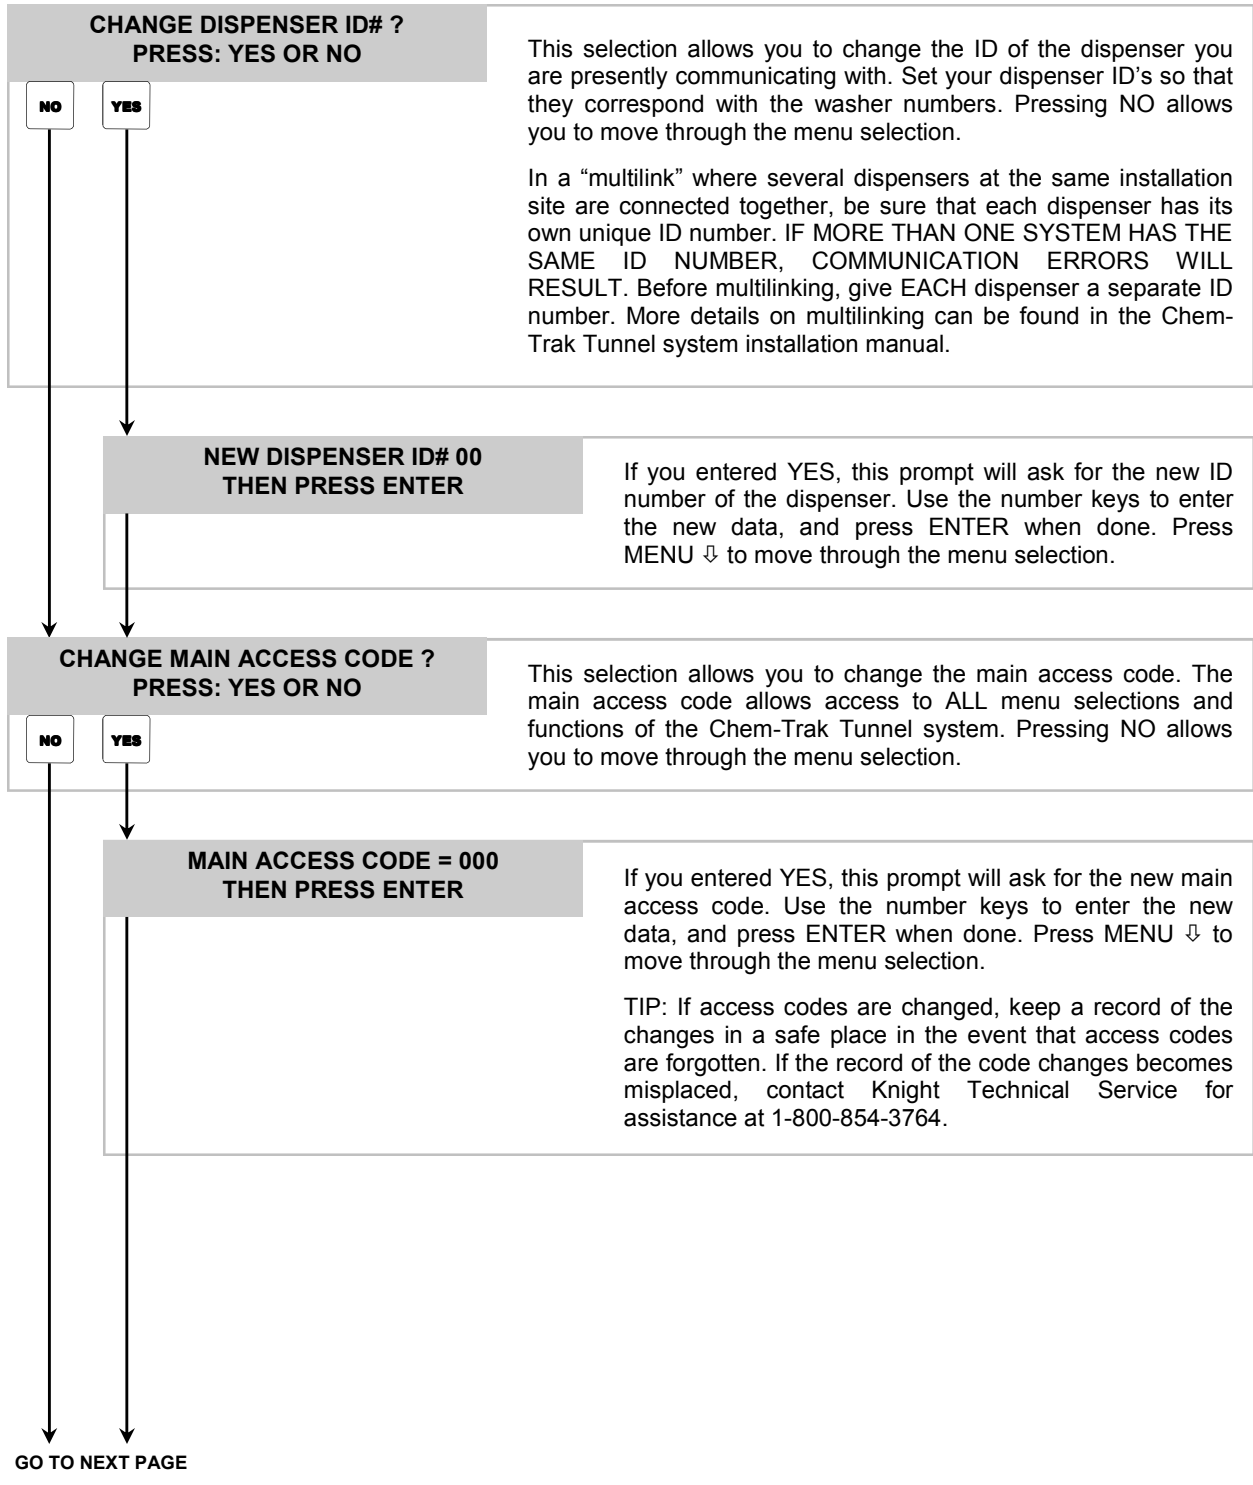 CHANGE DISPENSER ID# ?
PRESS: YES OR NO
NO
YES
This selection allows you to change the ID of the dispenser you
are presently communicating with. Set your dispenser ID’s so that
they correspond with the washer numbers. Pressing NO allows
you to move through the menu selection.
In a “multilink” where several dispensers at the same installation
site are connected together, be sure that each dispenser has its
own unique ID number. IF MORE THAN ONE SYSTEM HAS THE
SAME ID NUMBER, COMMUNICATION ERRORS WILL
RESULT. Before multilinking, give EACH dispenser a separate ID
number. More details on multilinking can be found in the Chem-
Trak Tunnel system installation manual.
NEW DISPENSER ID# 00
THEN PRESS ENTER
If you entered YES, this prompt will ask for the new ID
number of the dispenser. Use the number keys to enter
the new data, and press ENTER when done. Press
MENU ⇩ to move through the menu selection.
CHANGE MAIN ACCESS CODE ?
PRESS: YES OR NO
NO
YES
This selection allows you to change the main access code. The
main access code allows access to ALL menu selections and
functions of the Chem-Trak Tunnel system. Pressing NO allows
you to move through the menu selection.
MAIN ACCESS CODE = 000
THEN PRESS ENTER
If you entered YES, this prompt will ask for the new main
access code. Use the number keys to enter the new
data, and press ENTER when done. Press MENU ⇩ to
move through the menu selection.
TIP: If access codes are changed, keep a record of the
changes in a safe place in the event that access codes
are forgotten. If the record of the code changes becomes
misplaced, contact Knight Technical Service for
assistance at 1-800-854-3764.
GO TO NEXT PAGE